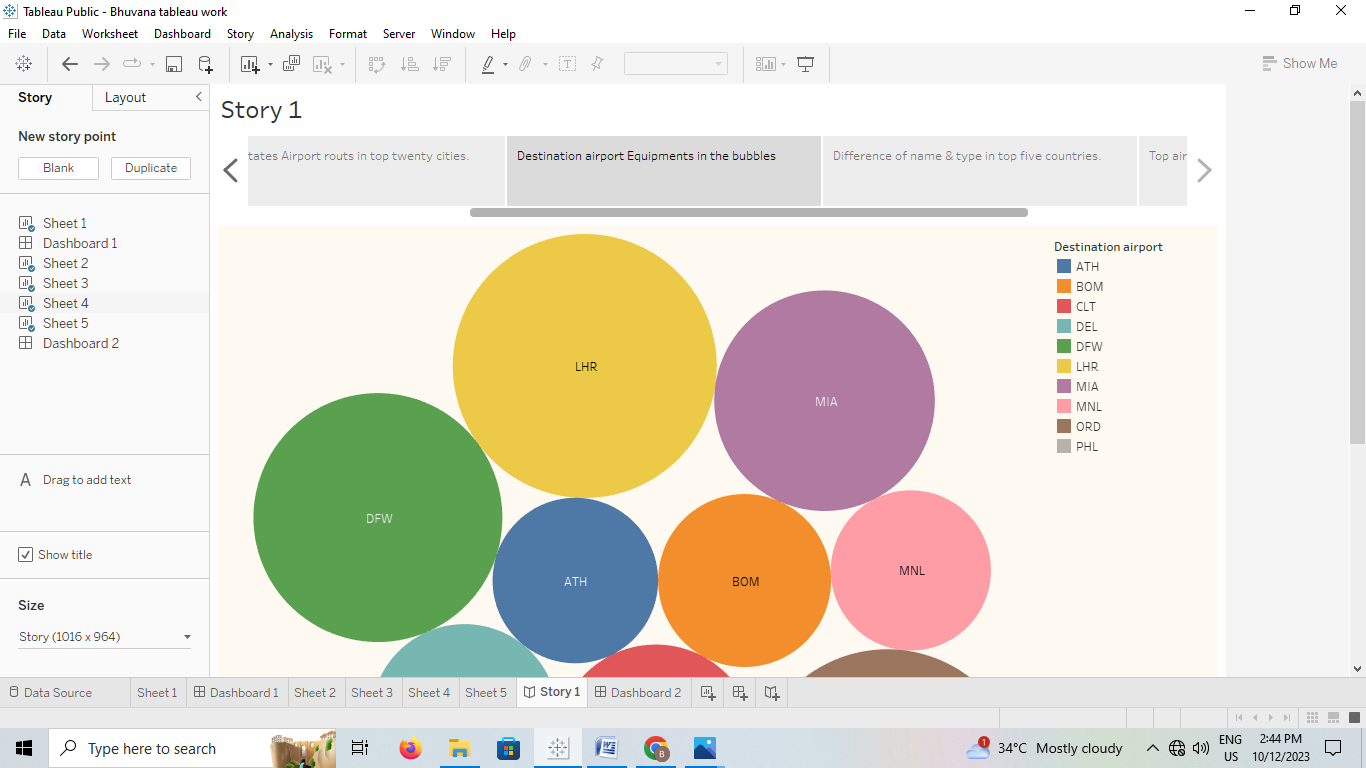 Tableau Public - Bhuvana tableau work
File Data Worksheet Dashboard Story Analysis Format Server Window Help
Show Me
Story Layout
New story point
Blank Duplicate
Sheet 1
Dashboard 1
Sheet 2
Sheet 3
Sheet 4
Sheet 5
Dashboard 2
A Drag to add text
Show title
Size
Story (1016 x 964)
Story 1
tates Airport routs in top twenty cities.
Destination airport Equipments in the bubbles
Difference of name & type in top five countries.
Top air
LHR
MIA
DFW
ATH
BOM
MNL
Destination airport
ATH
BOM
CLT
DEL
DFW
LHR
MIA
MNL
ORD
PHL
Data Source Sheet 1 Dashboard 1 Sheet 2 Sheet 3 Sheet 4 Sheet 5 Story 1 Dashboard 2
Type here to search
B
1
34°C Mostly cloudy
ENG
US
2:44 PM
10/12/2023